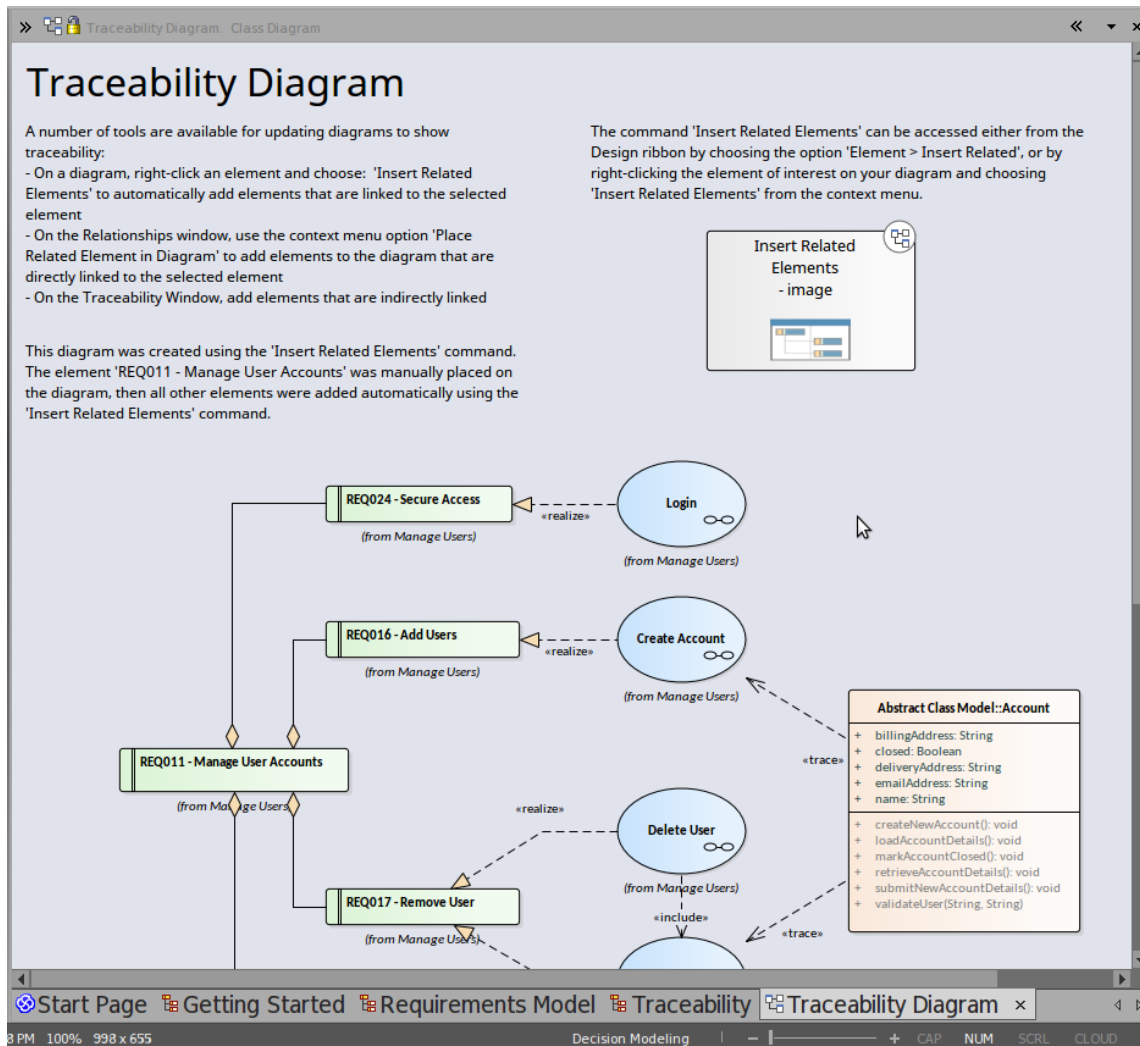 Traceability Diagram.  Class Diagram
Traceability Diagram
A number of tools are available for updating diagrams to show
traceability:
- On a diagram, right-click an element and choose:  'Insert Related
Elements' to automatically add elements that are linked to the selected
element
- On the Relationships window, use the context menu option 'Place
Related Element in Diagram' to add elements to the diagram that are
directly linked to the selected element
- On the Traceability Window, add elements that are indirectly linked
This diagram was created using the 'Insert Related Elements' command.
The element 'REQ011 - Manage User Accounts' was manually placed on
the diagram, then all other elements were added automatically using the
'Insert Related Elements' command.
The command 'Insert Related Elements' can be accessed either from the
Design ribbon by choosing the option 'Element > Insert Related', or by
right-clicking the element of interest on your diagram and choosing
'Insert Related Elements' from the context menu.
Insert Related
Elements
- image
REQ024 - Secure Access
(from Manage Users)
«realize»
Login
(from Manage Users)
REQ016 - Add Users
(from Manage Users)
«realize»
Create Account
(from Manage Users)
Abstract Class Model::Account
+ billingAddress: String
+ closed: Boolean
+ deliveryAddress: String
+ emailAddress: String
+ name: String
+ createNewAccount(): void
+ loadAccountDetails(): void
+ markAccountClosed(): void
+ retrieveAccountDetails(): void
+ submitNewAccountDetails(): void
+ validateUser(String, String)
«trace»
REQ011 - Manage User Accounts
(from Manage Users)
«realize»
Delete User
(from Manage Users)
«include»
«trace»
REQ017 - Remove User
(from Manage Users)
Start Page Getting Started Requirements Model Traceability Traceability Diagram ×
PM 100% 998 x 655 Decision Modeling − + CAP NUM SCRL CLOUD